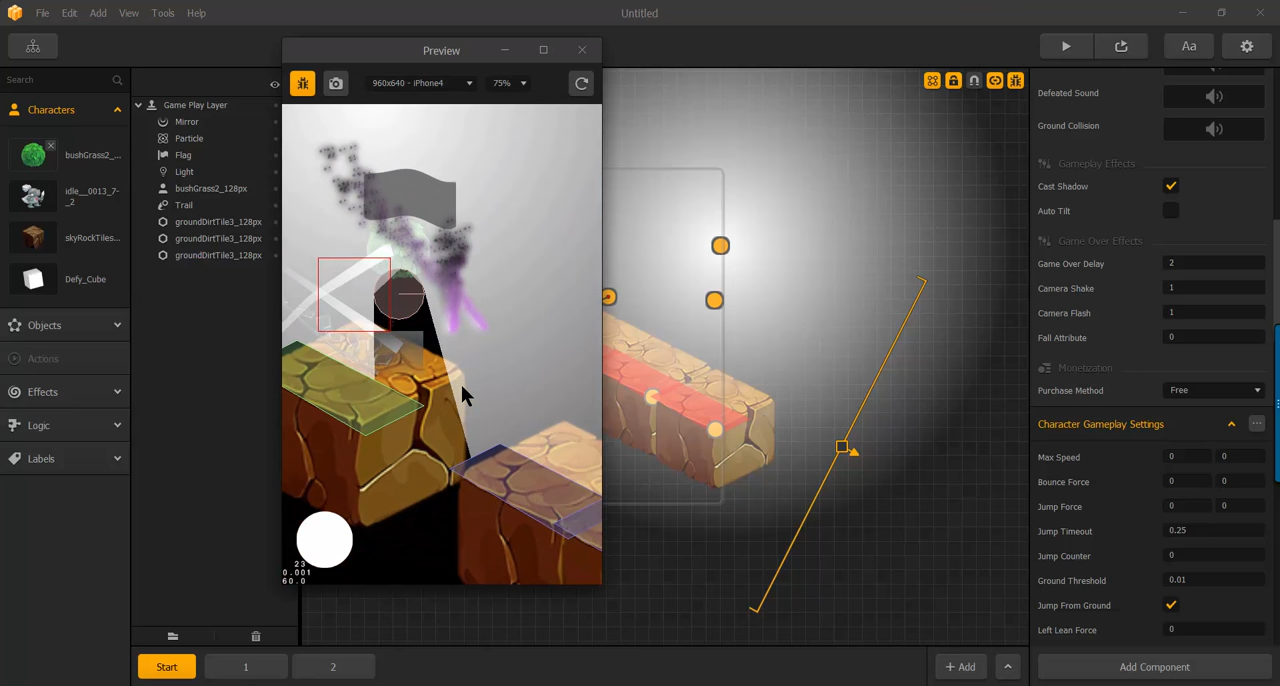 File Edit Add View Tools Help
Untitled
Aa
Search
Characters
bushGrass2_...
idle__0013_7-
_2
skyRockTiles...
Defy_Cube
Objects
Actions
Effects
Logic
Labels
Game Play Layer
Mirror
Particle
Flag
Light
bushGrass2_128px
Trail
groundDirtTile3_128px
groundDirtTile3_128px
groundDirtTile3_128px
Preview
960x640 - iPhone4
75%
23
0.001
60.0
Start
1
2
+ Add
Defeated Sound
Ground Collision
Gameplay Effects
Cast Shadow
Auto Tilt
Game Over Effects
Game Over Delay 2
Camera Shake 1
Camera Flash 1
Fall Attribute 0
Monetization
Purchase Method Free
Character Gameplay Settings
Max Speed 0 0
Bounce Force 0 0
Jump Force 0 0
Jump Timeout 0.25
Jump Counter 0
Ground Threshold 0.01
Jump From Ground
Left Lean Force 0
Add Component